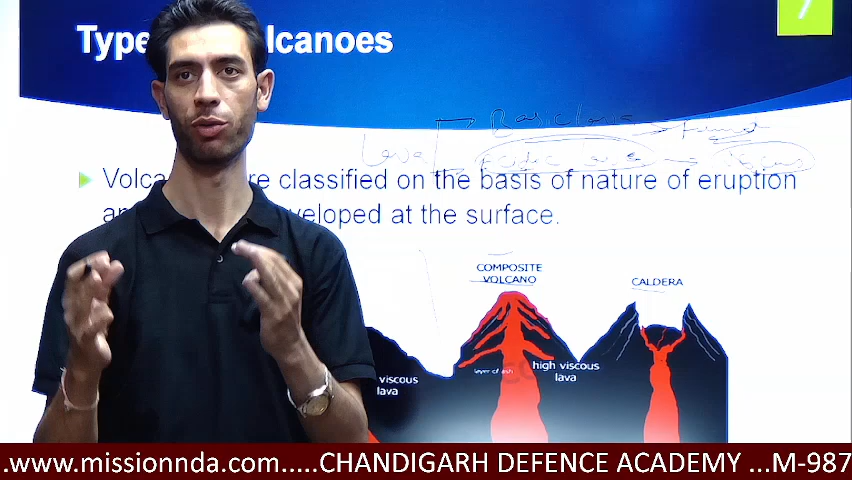 7
Type lcanoes
Basic lava
Lava
acidic lava
Volca re classified on the basis of nature of eruption
an veloped at the surface.
COMPOSITE
VOLCANO
CALDERA
layer of ash
high viscous
lava
viscous
lava
.www.missionnda.com.....CHANDIGARH DEFENCE ACADEMY ...M-987